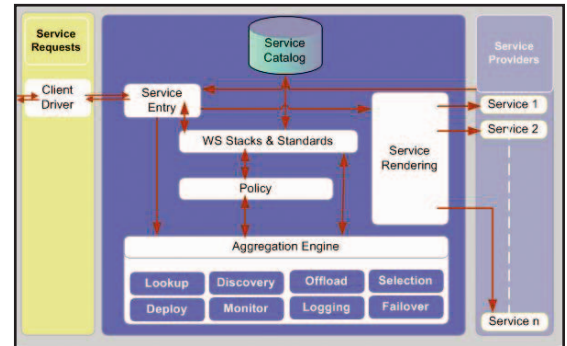 Service
Requests
Client
Driver
Service
Entry
Service
Catalog
WS Stacks & Standards
Policy
Service
Rendering
Aggregation Engine
Lookup
Discovery
Offload
Selection
Deploy
Monitor
Logging
Failover
Service
Providers
Service 1
Service 2
Service n